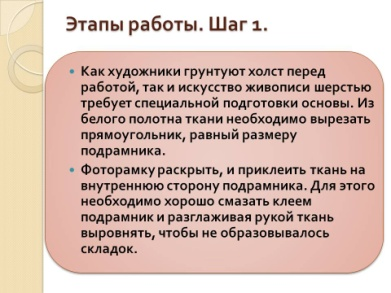 Этапы работы. Шаг 1.
• Как художники грунтуют холст перед
работой, так и искусство живописи шерстью
требует специальной подготовки основы. Из
белого полотна ткани необходимо вырезать
прямоугольник, равный размеру
подрамника.
• Фоторамку раскрыть, и приклеить ткань на
внутреннюю сторону подрамника. Для этого
необходимо хорошо смазать клеем
подрамник и разглаживая рукой ткань
выровнять, чтобы не образовывалось
складок.